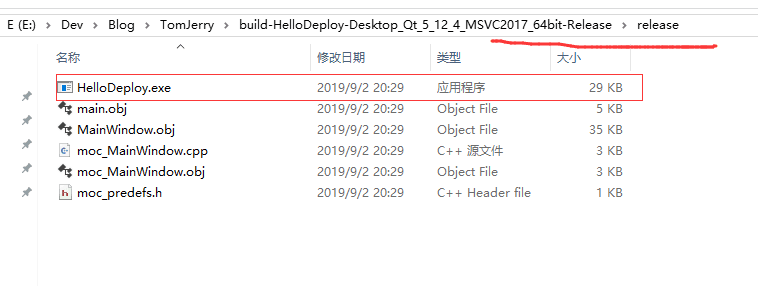 E (E:) > Dev > Blog > TomJerry > build-HelloDeploy-Desktop_Qt_5_12_4_MSVC2017_64bit-Release > release
名称 修改日期 类型 大小
HelloDeploy.exe 2019/9/2 20:29 应用程序 29 KB
main.obj 2019/9/2 20:29 Object File 5 KB
MainWindow.obj 2019/9/2 20:29 Object File 35 KB
moc_MainWindow.cpp 2019/9/2 20:29 C++ 源文件 3 KB
moc_MainWindow.obj 2019/9/2 20:29 Object File 3 KB
moc_predefs.h 2019/9/2 20:29 C++ Header file 1 KB